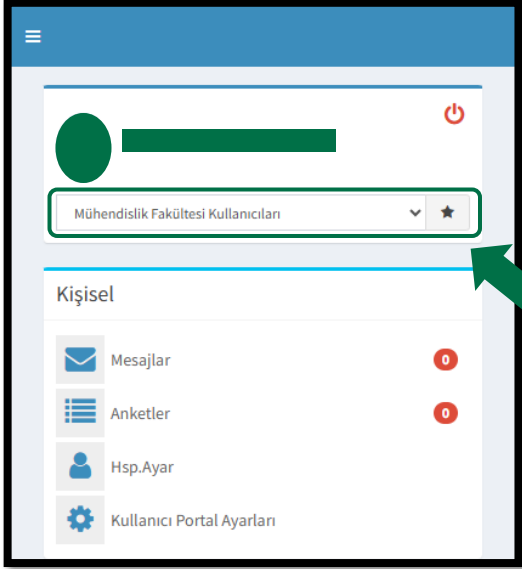 Mühendislik Fakültesi Kullanıcıları
Kişisel
Mesajlar 0
Anketler 0
Hsp.Ayar
Kullanıcı Portal Ayarları